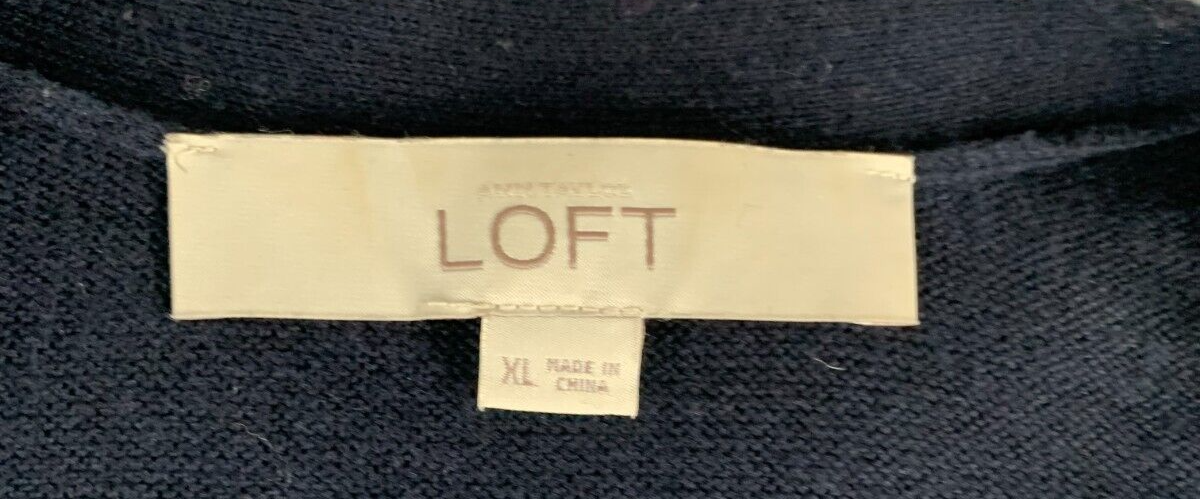 ANN TAYLOR
LOFT
XL MADE IN
CHINA